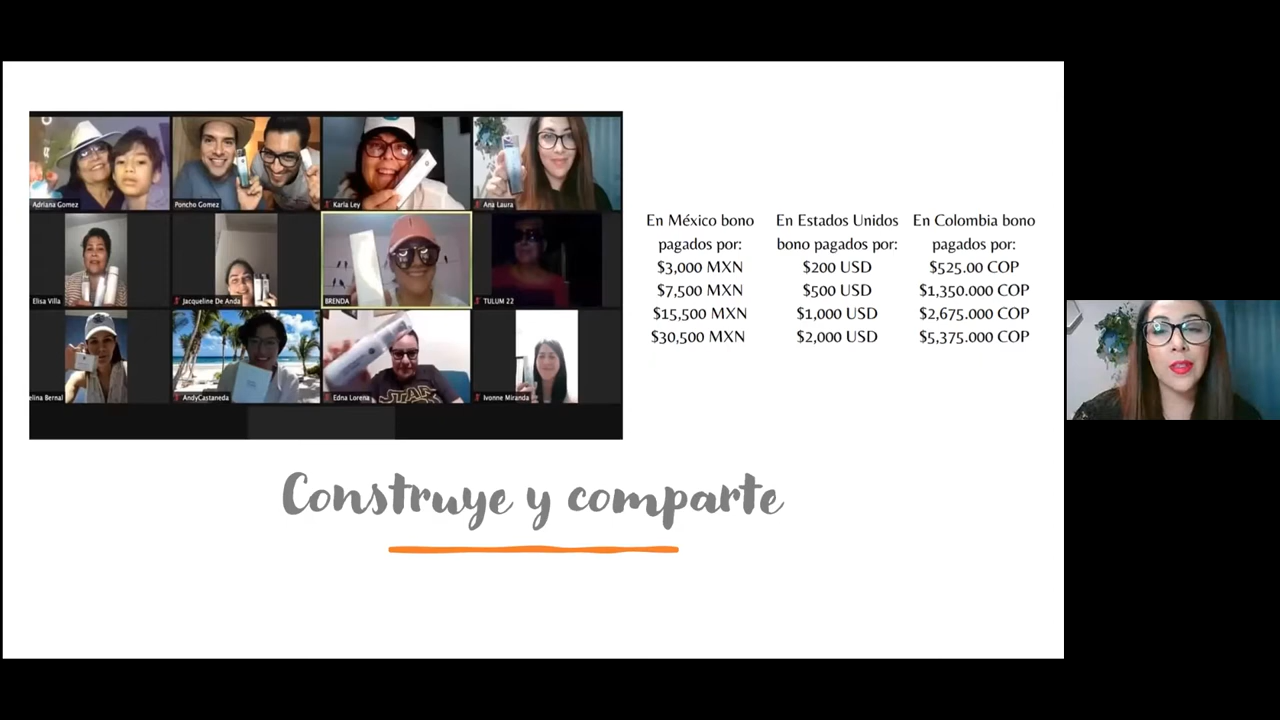 Adriana Gomez
Poncho Gomez
Karla Ley
Ana Laura
Elisa Villa
Jacqueline De Anda
BRENDA
TULUM 22
elina Bernal
AndyCastaneda
Edna Lorena
Ivonne Miranda
STAR
En México bono
pagados por:
$3,000 MXN
$7,500 MXN
$15,500 MXN
$30,500 MXN
En Estados Unidos
bono pagados por:
$200 USD
$500 USD
$1,000 USD
$2,000 USD
En Colombia bono
pagados por:
$525.00 COP
$1,350.000 COP
$2,675.000 COP
$5,375.000 COP
Construye y comparte